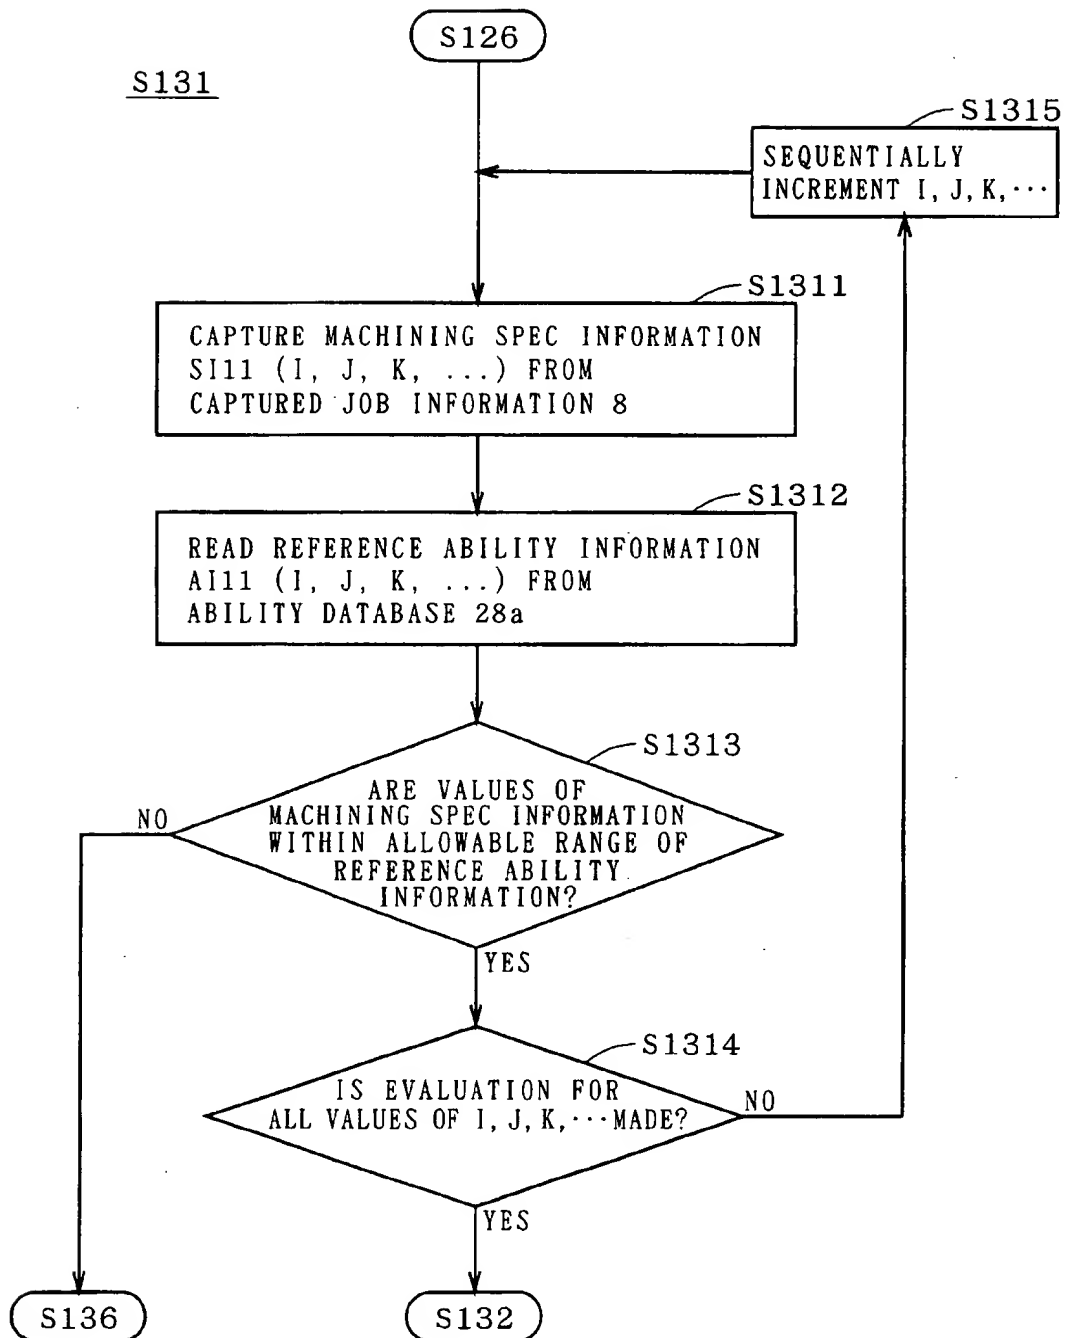 S126
S131
S1315
SEQUENTIALLY
INCREMENT I, J, K, ···
S1311
CAPTURE MACHINING SPEC INFORMATION
SI11 (I, J, K, ...) FROM
CAPTURED JOB INFORMATION 8
S1312
READ REFERENCE ABILITY INFORMATION
AI11 (I, J, K, ...) FROM
ABILITY DATABASE 28a
S1313
ARE VALUES OF
MACHINING SPEC INFORMATION
WITHIN ALLOWABLE RANGE OF
REFERENCE ABILITY
INFORMATION?
NO
YES
S1314
IS EVALUATION FOR
ALL VALUES OF I, J, K, ··· MADE?
NO
YES
S136
S132